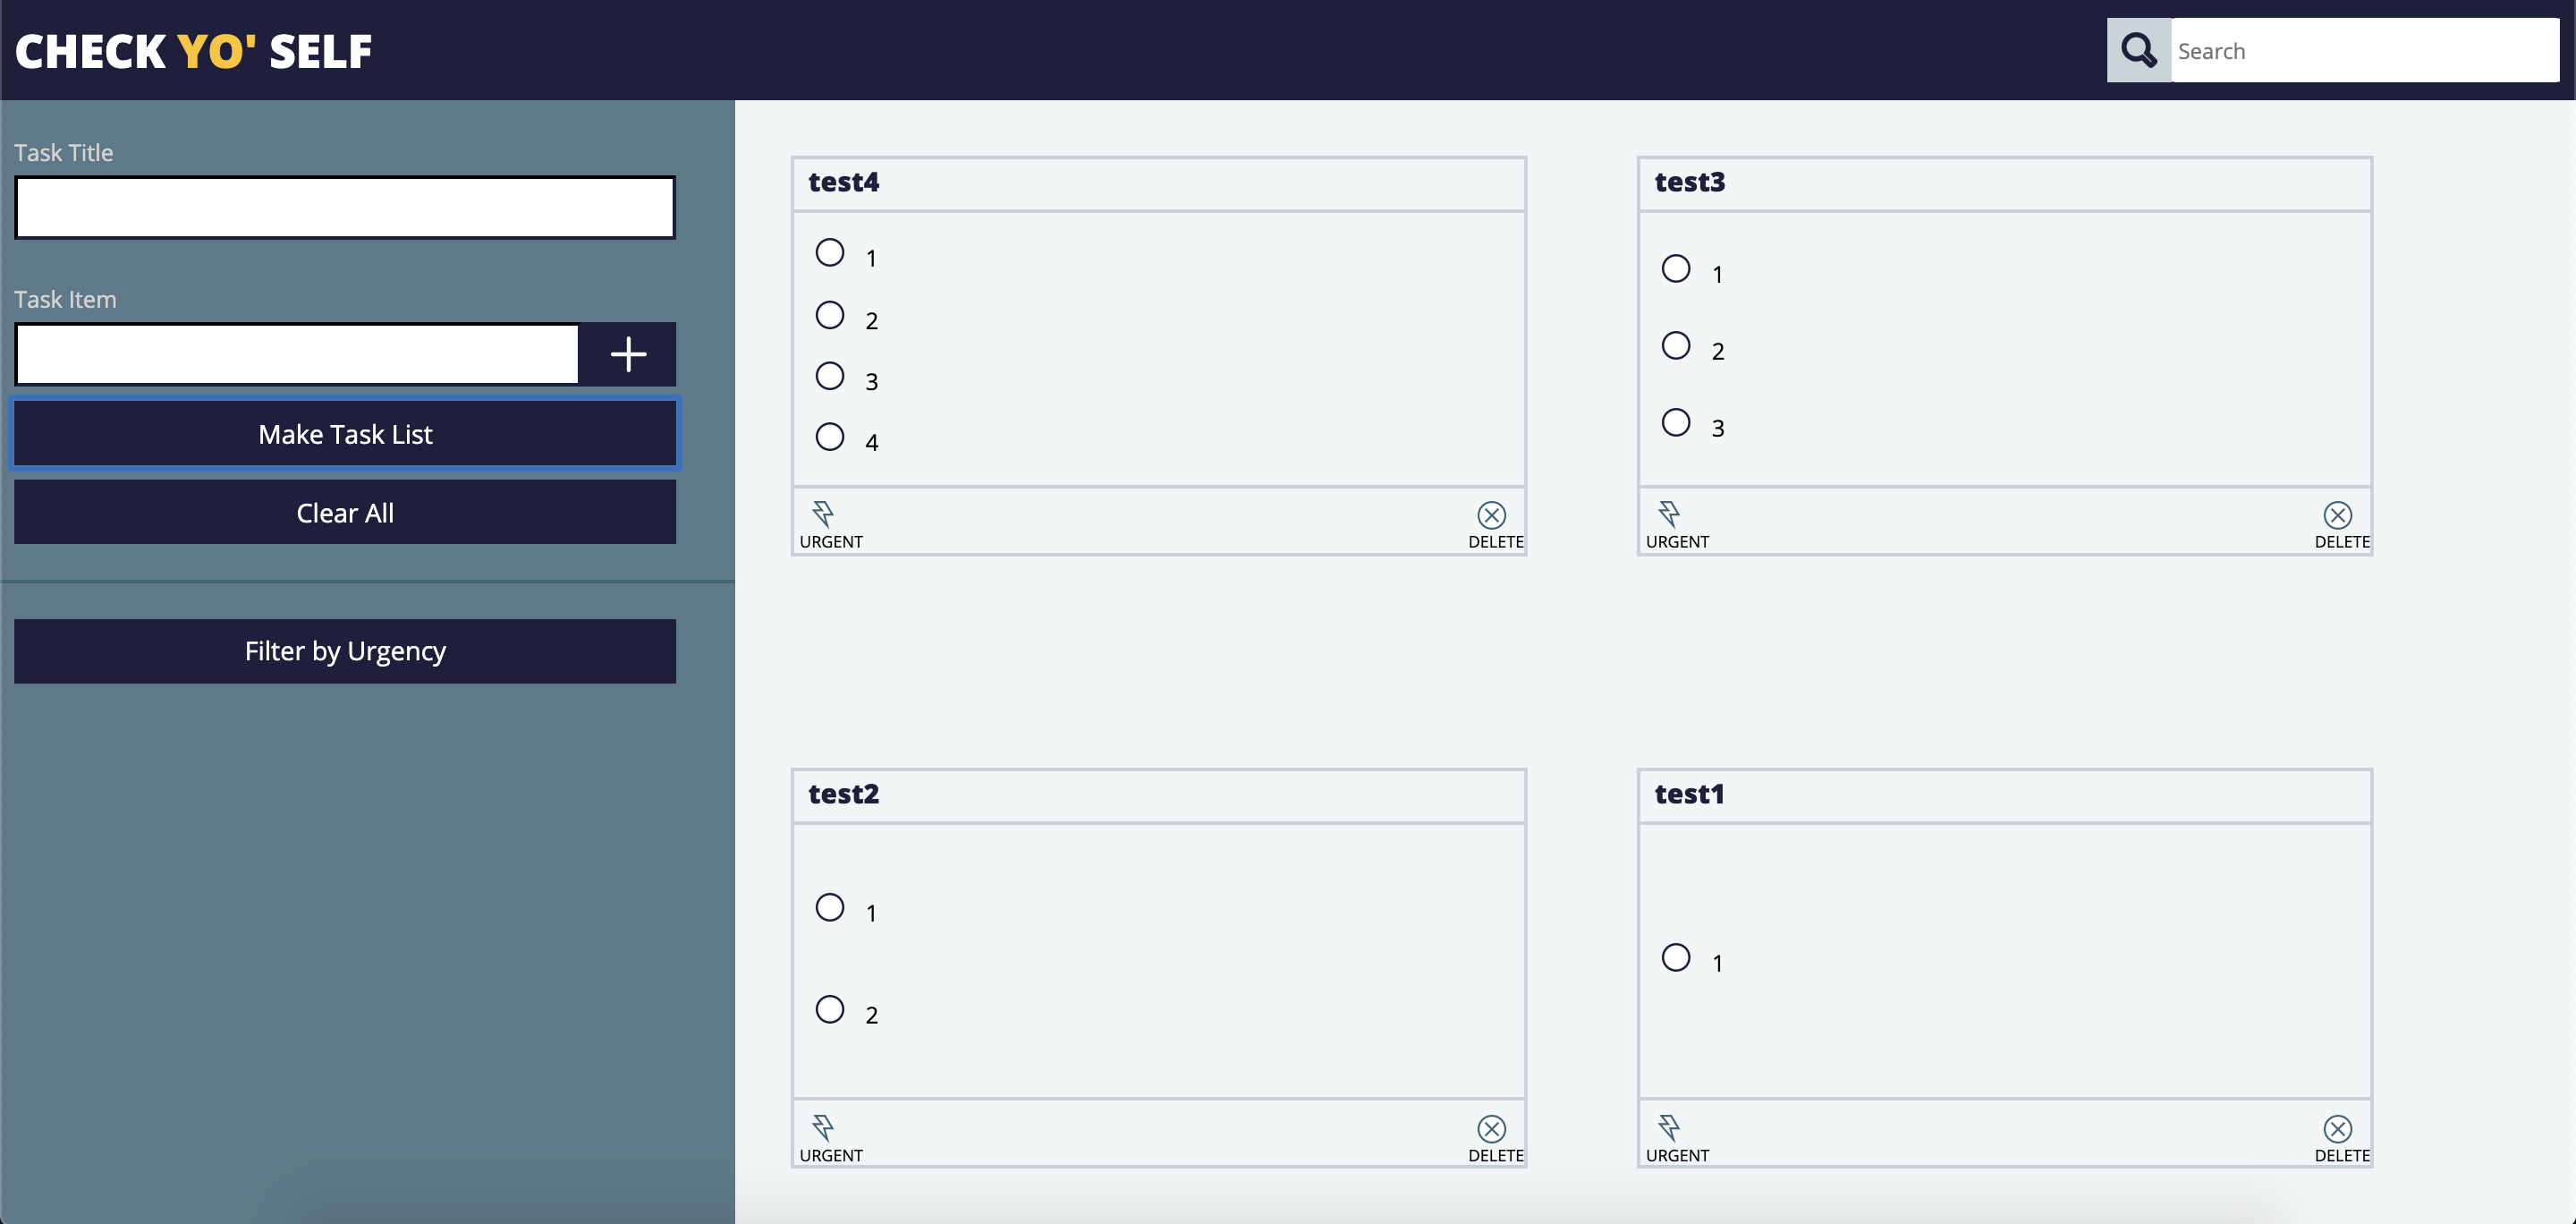 CHECK YO' SELF
Search
Task Title
Task Item
Make Task List
Clear All
Filter by Urgency
test4
1
2
3
4
URGENT
DELETE
test3
1
2
3
URGENT
DELETE
test2
1
2
URGENT
DELETE
test1
1
URGENT
DELETE